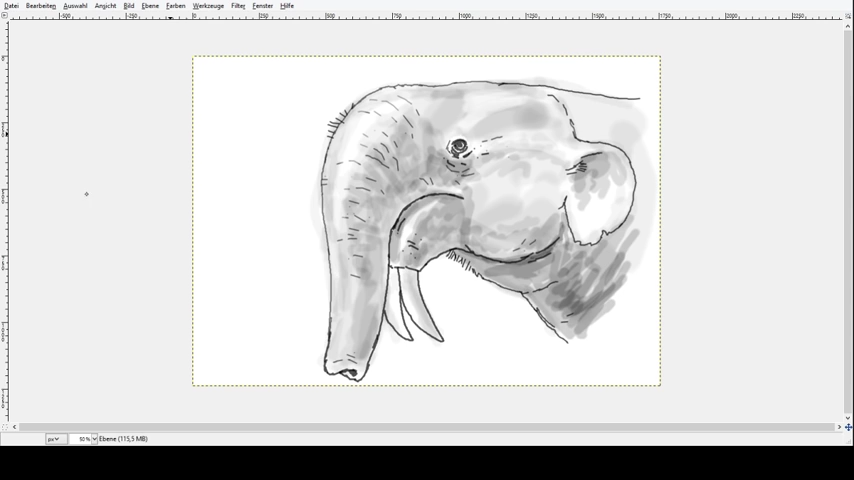 Datei Bearbeiten Auswahl Ansicht Bild Ebene Farben Werkzeuge Filter Fenster Hilfe
-500 -250 0 250 500 750 1000 1250 1500 1750 2000 2250
px 50 % Ebene (115,5 MB)